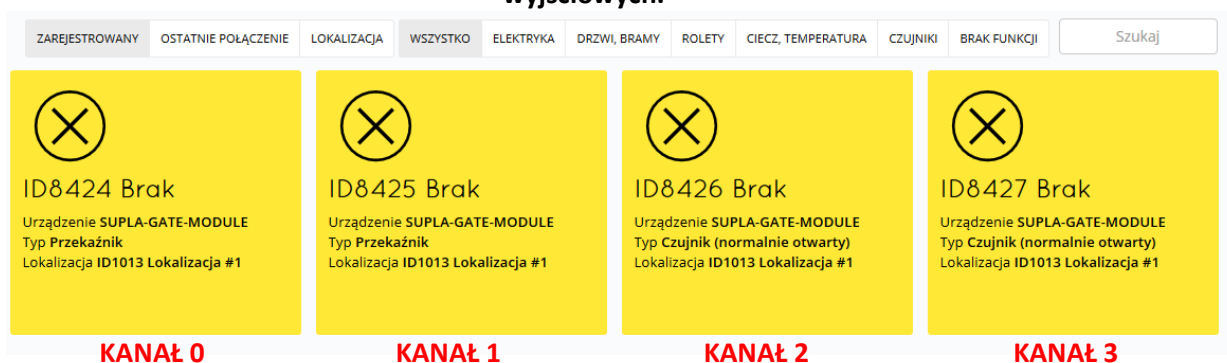 wyjściowych.
ZAREJESTROWANY OSTATNIE POŁĄCZENIE LOKALIZACJA WSZYSTKO ELEKTRYKA DRZWI, BRAMY ROLETY CIECZ, TEMPERATURA CZUJNIKI BRAK FUNKCJI Szukaj
ID8424 Brak
Urządzenie SUPLA-GATE-MODULE
Typ Przekaźnik
Lokalizacja ID1013 Lokalizacja #1
KANAŁ 0
ID8425 Brak
Urządzenie SUPLA-GATE-MODULE
Typ Przekaźnik
Lokalizacja ID1013 Lokalizacja #1
KANAŁ 1
ID8426 Brak
Urządzenie SUPLA-GATE-MODULE
Typ Czujnik (normalnie otwarty)
Lokalizacja ID1013 Lokalizacja #1
KANAŁ 2
ID8427 Brak
Urządzenie SUPLA-GATE-MODULE
Typ Czujnik (normalnie otwarty)
Lokalizacja ID1013 Lokalizacja #1
KANAŁ 3